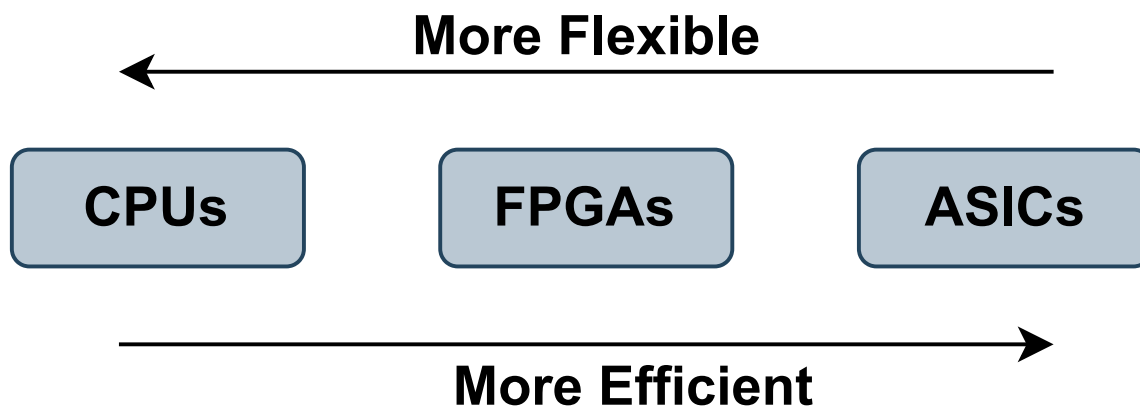 More Flexible
CPUs
FPGAs
ASICs
More Efficient